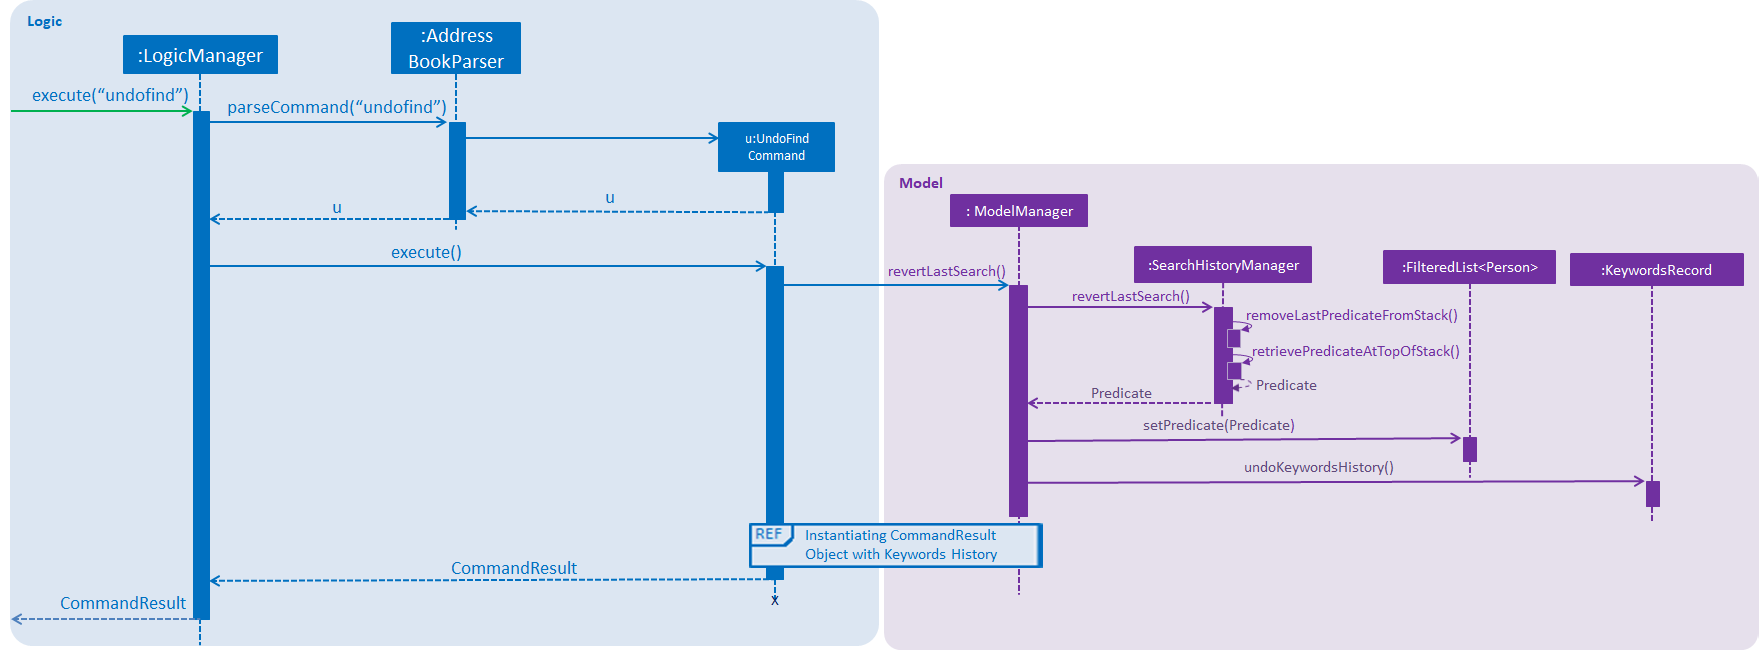 Logic
:LogicManager
:Address
BookParser
execute(“undofind”)
parseCommand(“undofind”)
u:UndoFind
Command
u
u
execute()
Model
: ModelManager
:SearchHistoryManager
:FilteredList<Person>
:KeywordsRecord
revertLastSearch()
revertLastSearch()
removeLastPredicateFromStack()
retrievePredicateAtTopOfStack()
Predicate
Predicate
setPredicate(Predicate)
undoKeywordsHistory()
REF
Instantiating CommandResult
Object with Keywords History
CommandResult
X
CommandResult